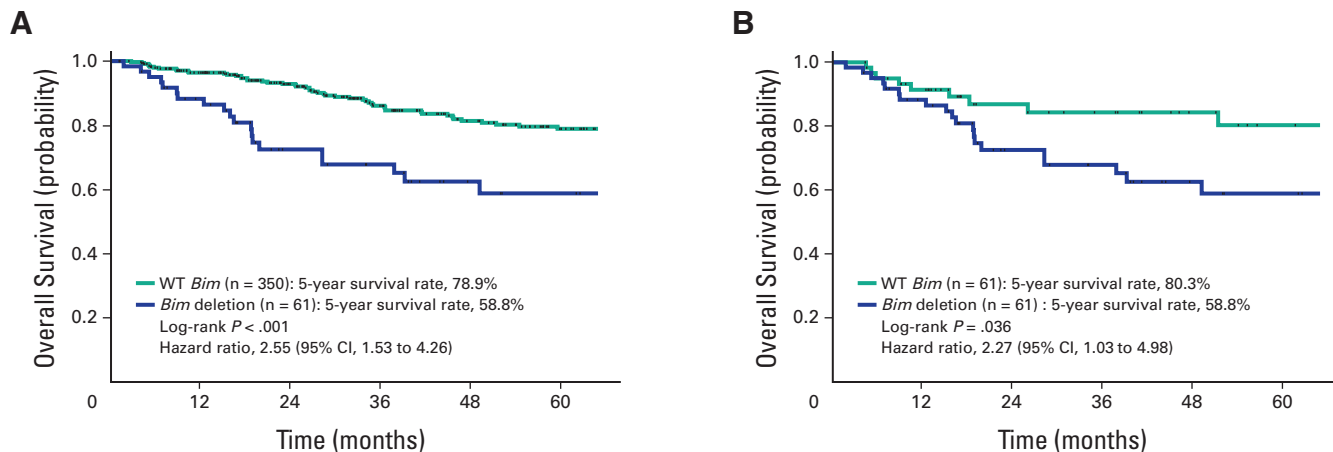 A
Overall Survival (probability)
1.0
0.8
0.6
0.4
0.2
0
12
24
36
48
60
Time (months)
WT Bim (n = 350): 5-year survival rate, 78.9%
Bim deletion (n = 61): 5-year survival rate, 58.8%
Log-rank P < .001
Hazard ratio, 2.55 (95% CI, 1.53 to 4.26)
B
Overall Survival (probability)
1.0
0.8
0.6
0.4
0.2
0
12
24
36
48
60
Time (months)
WT Bim (n = 61): 5-year survival rate, 80.3%
Bim deletion (n = 61) : 5-year survival rate, 58.8%
Log-rank P = .036
Hazard ratio, 2.27 (95% CI, 1.03 to 4.98)